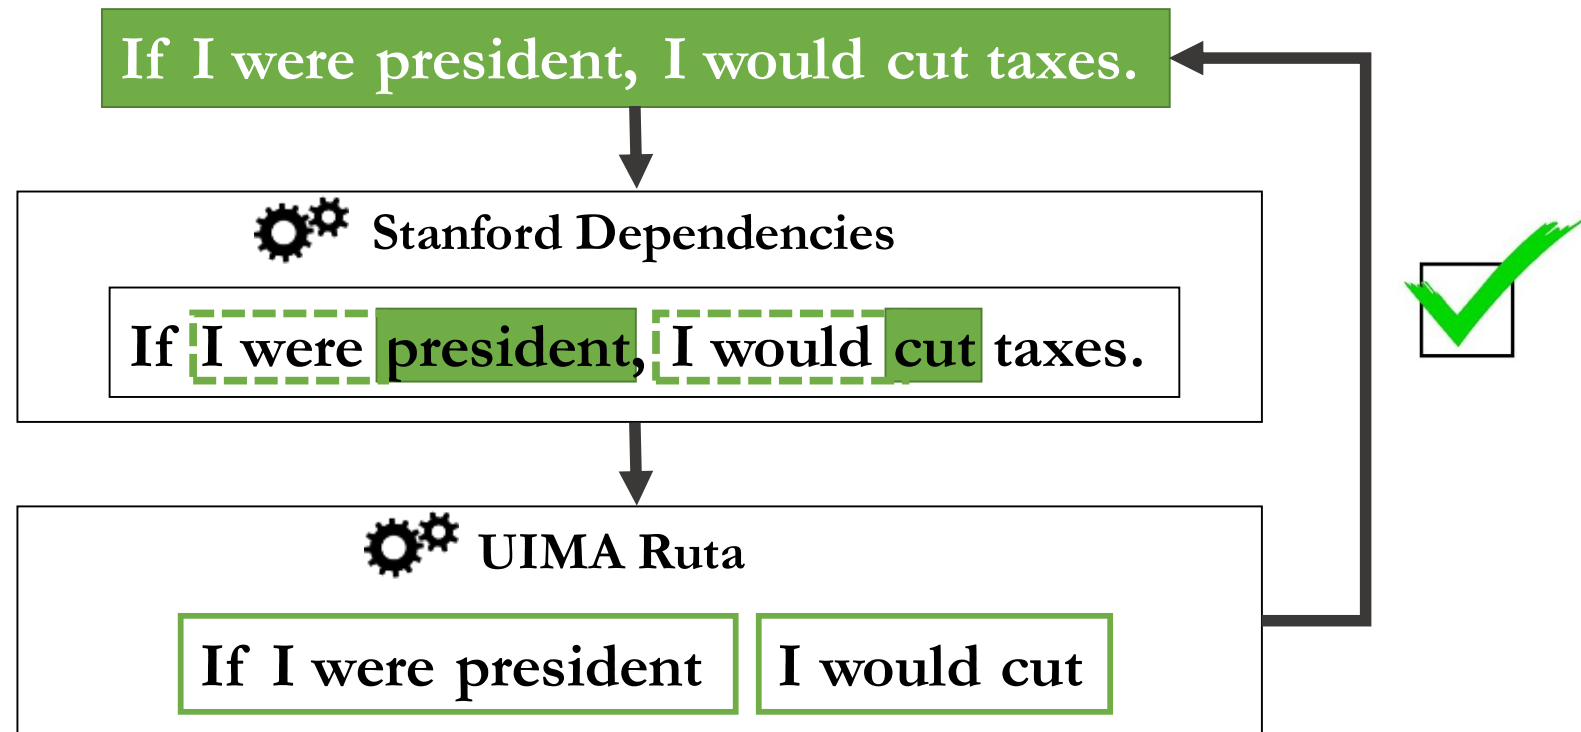 If I were president, I would cut taxes.
Stanford Dependencies
If I were president, I would cut taxes.
UIMA Ruta
If I were president
I would cut